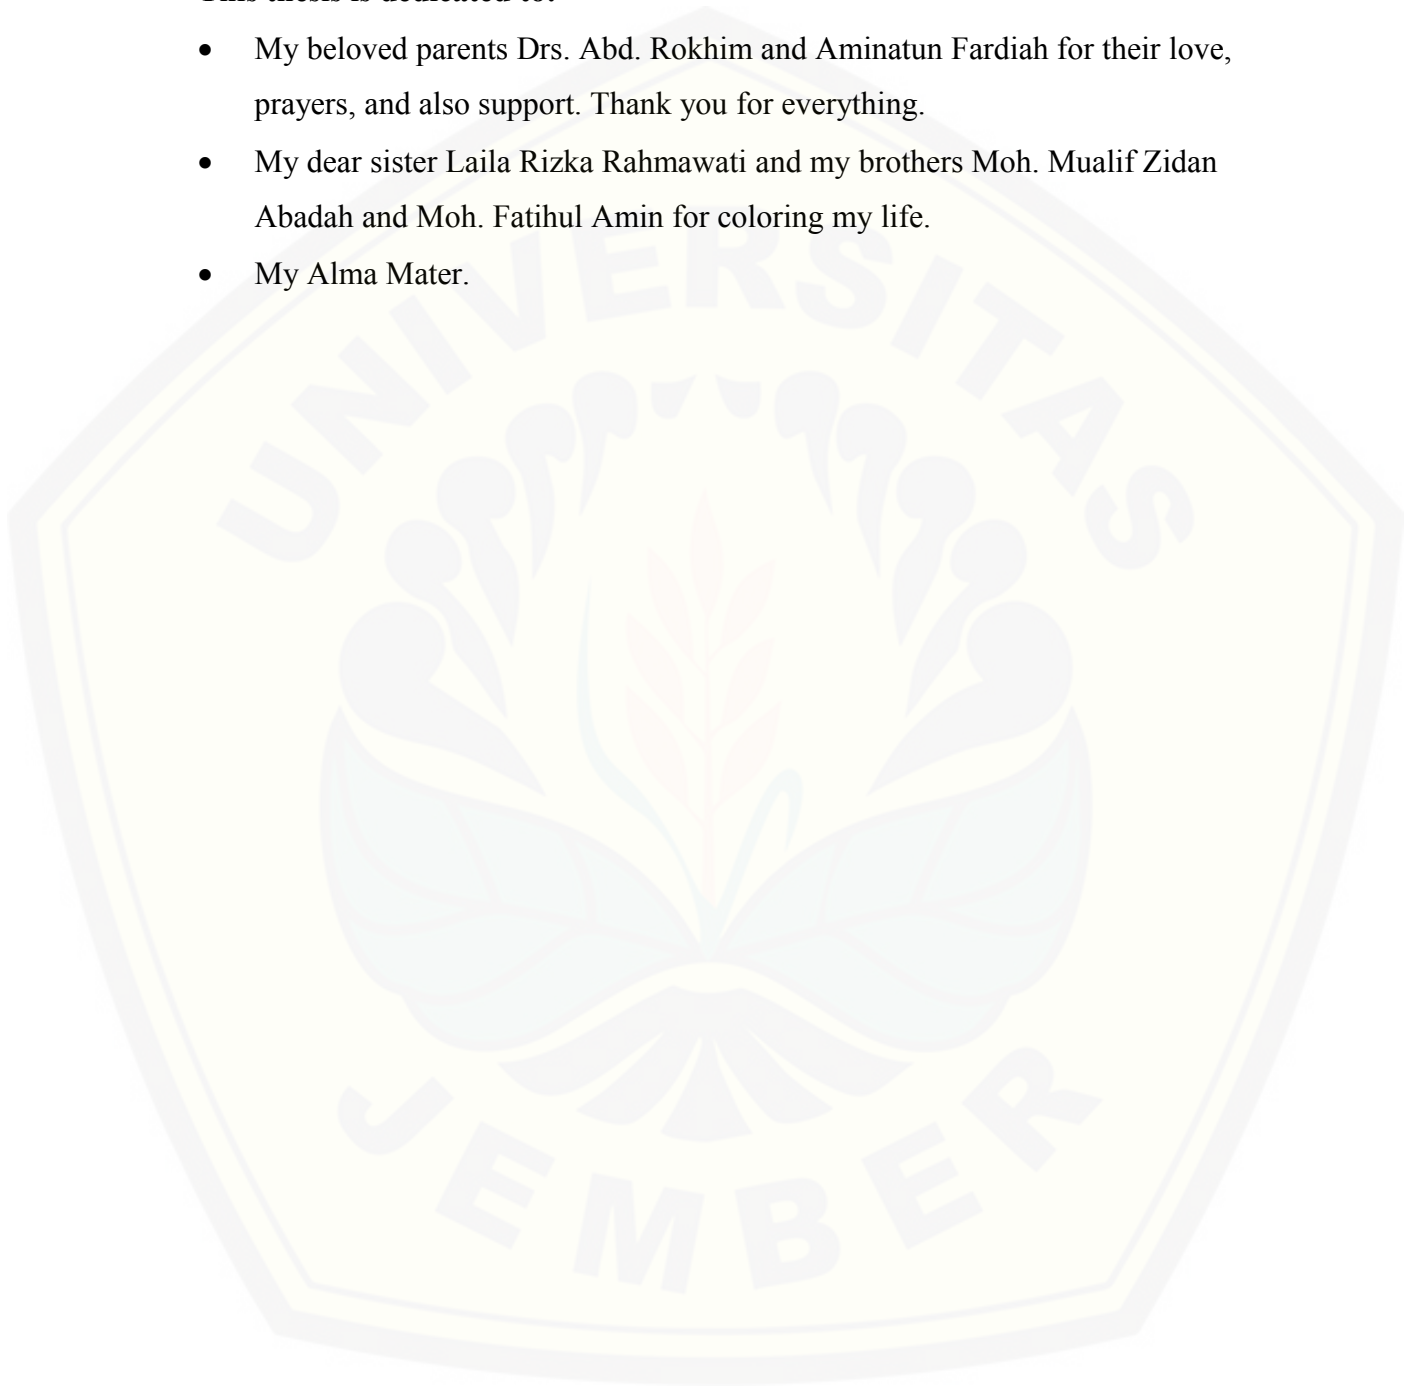 This thesis is dedicated to:
• My beloved parents Drs. Abd. Rokhim and Aminatun Fardiah for their love,
prayers, and also support. Thank you for everything.
• My dear sister Laila Rizka Rahmawati and my brothers Moh. Mualif Zidan
Abadah and Moh. Fatihul Amin for coloring my life.
• My Alma Mater.
UNIVERSITAS
JEMBER